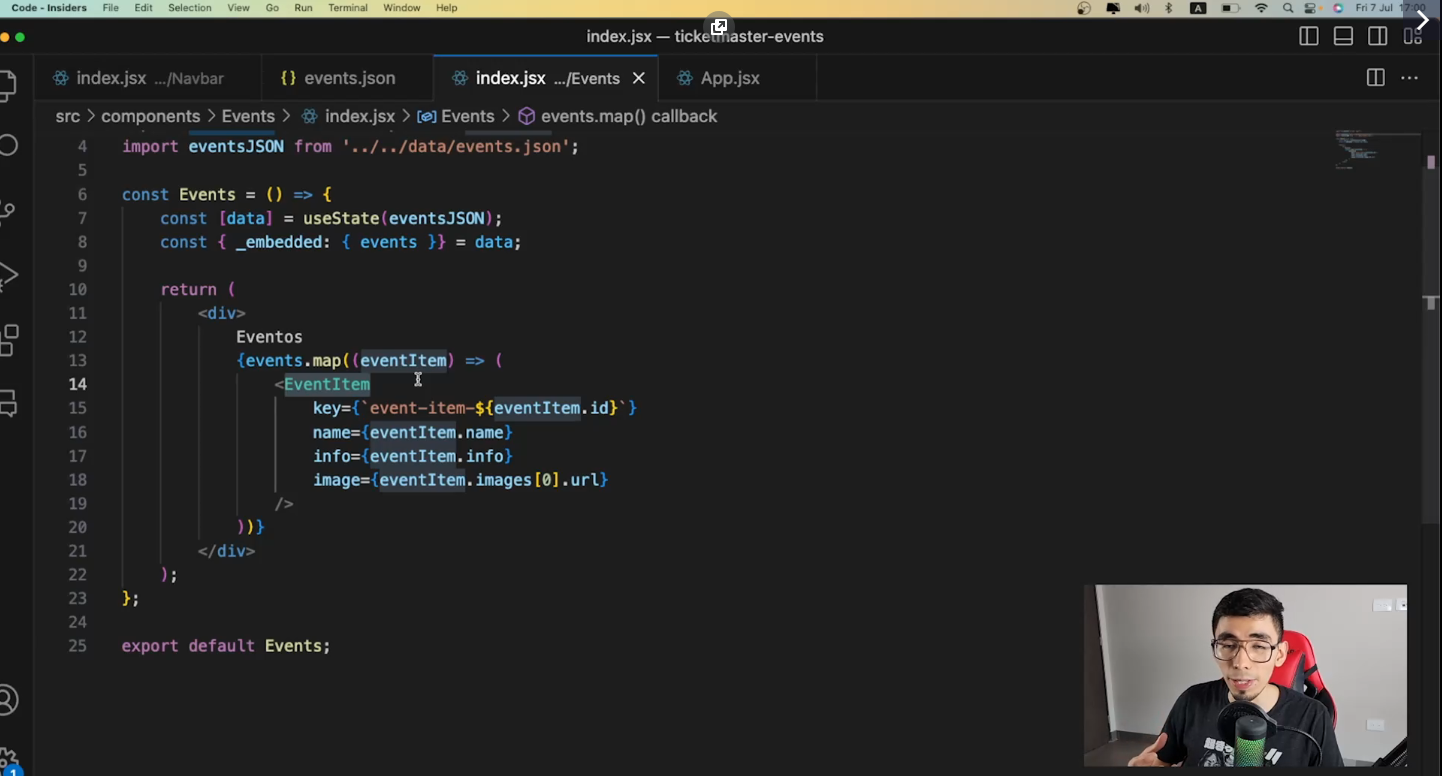 Code - Insiders File Edit Selection View Go Run Terminal Window Help A Fri 7 Jul 17:00
index.jsx — ticketmaster-events
index.jsx .../Navbar {} events.json index.jsx .../Events App.jsx
src > components > Events > index.jsx > Events > events.map() callback
4 import eventsJSON from '../../data/events.json';
5
6 const Events = () => {
7 const [data] = useState(eventsJSON);
8 const { _embedded: { events }} = data;
9
10 return (
11 <div>
12 Eventos
13 {events.map((eventItem) => (
14 <EventItem
15 key={`event-item-${eventItem.id}`}
16 name={eventItem.name}
17 info={eventItem.info}
18 image={eventItem.images[0].url}
19 />
20 ))}
21 </div>
22 );
23 };
24
25 export default Events;
1